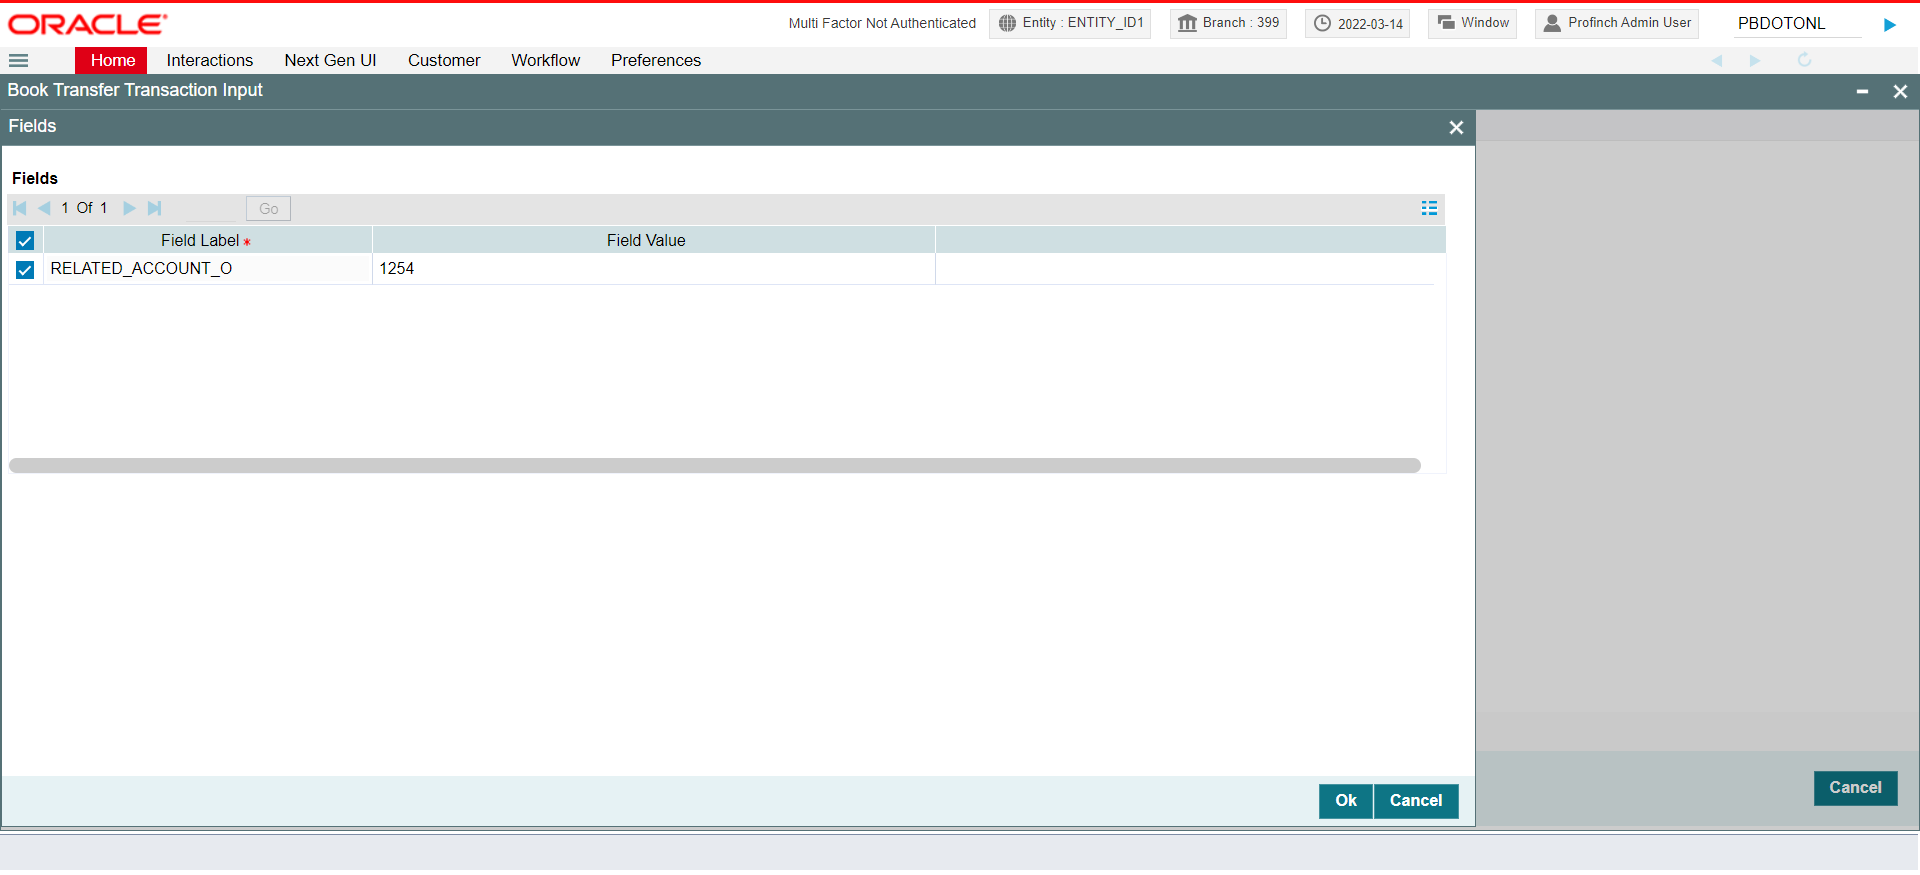 ORACLE
Multi Factor Not Authenticated
Entity : ENTITY_ID1
Branch : 399
2022-03-14
Window
Profinch Admin User
PBDOTONL
Home Interactions Next Gen UI Customer Workflow Preferences
Book Transfer Transaction Input
Fields
Fields
1 Of 1 Go
Field Label * Field Value
RELATED_ACCOUNT_O 1254
Cancel
Ok Cancel